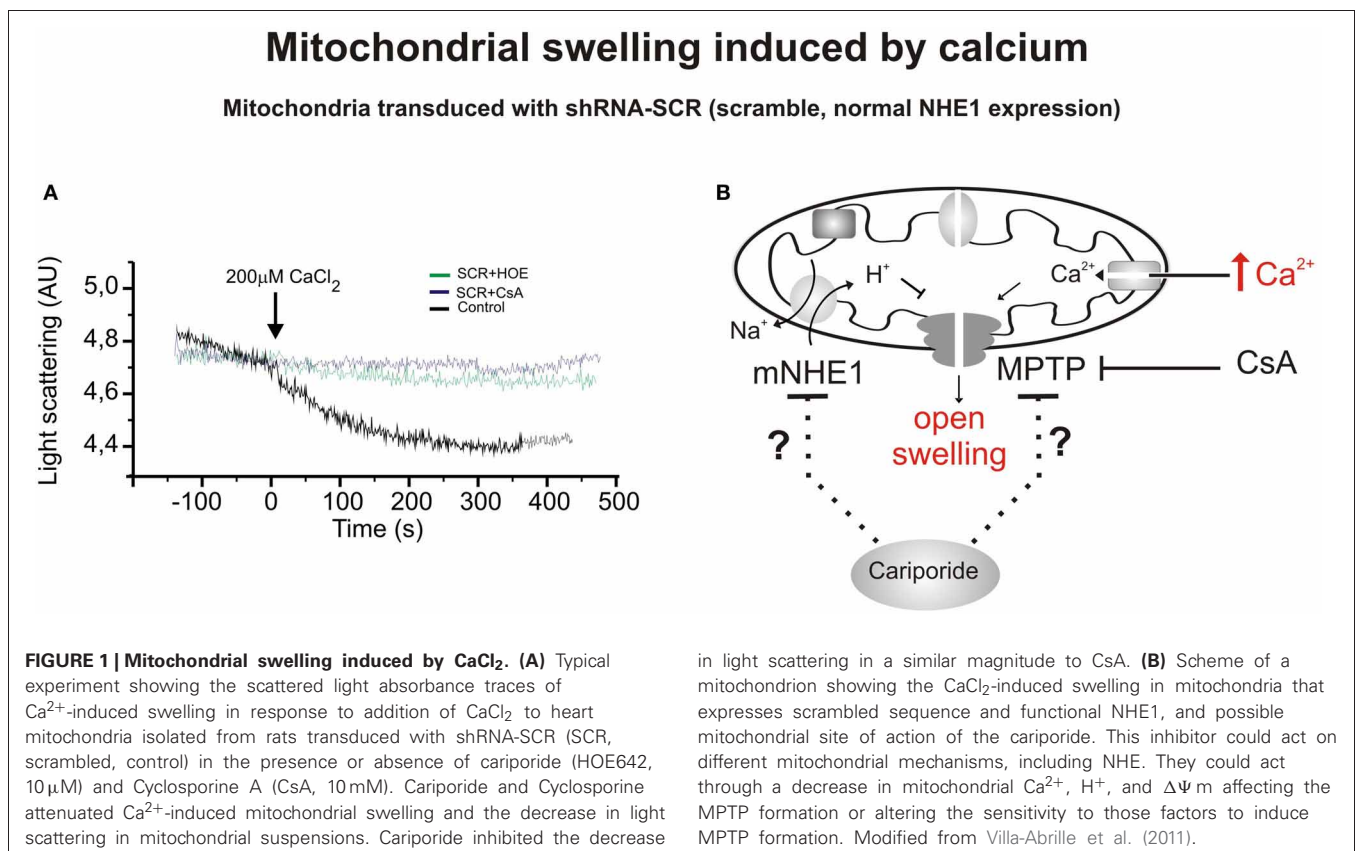 Mitochondrial swelling induced by calcium
Mitochondria transduced with shRNA-SCR (scramble, normal NHE1 expression)
A
Light scattering (AU)
5,0
4,8
4,6
4,4
200µM CaCl₂
SCR+HOE
SCR+CsA
Control
-100 0 100 200 300 400 500
Time (s)
B
H⁺
Ca²⁺
Ca²⁺
Na⁺
mNHE1
MPTP
CsA
open
swelling
?
?
Cariporide
FIGURE 1 | Mitochondrial swelling induced by CaCl₂. (A) Typical
experiment showing the scattered light absorbance traces of
Ca²⁺-induced swelling in response to addition of CaCl₂ to heart
mitochondria isolated from rats transduced with shRNA-SCR (SCR,
scrambled, control) in the presence or absence of cariporide (HOE642,
10 µM) and Cyclosporine A (CsA, 10 mM). Cariporide and Cyclosporine
attenuated Ca²⁺-induced mitochondrial swelling and the decrease in light
scattering in mitochondrial suspensions. Cariporide inhibited the decrease
in light scattering in a similar magnitude to CsA. (B) Scheme of a
mitochondrion showing the CaCl₂-induced swelling in mitochondria that
expresses scrambled sequence and functional NHE1, and possible
mitochondrial site of action of the cariporide. This inhibitor could act on
different mitochondrial mechanisms, including NHE. They could act
through a decrease in mitochondrial Ca²⁺, H⁺, and ΔΨm affecting the
MPTP formation or altering the sensitivity to those factors to induce
MPTP formation. Modified from Villa-Abrille et al. (2011).